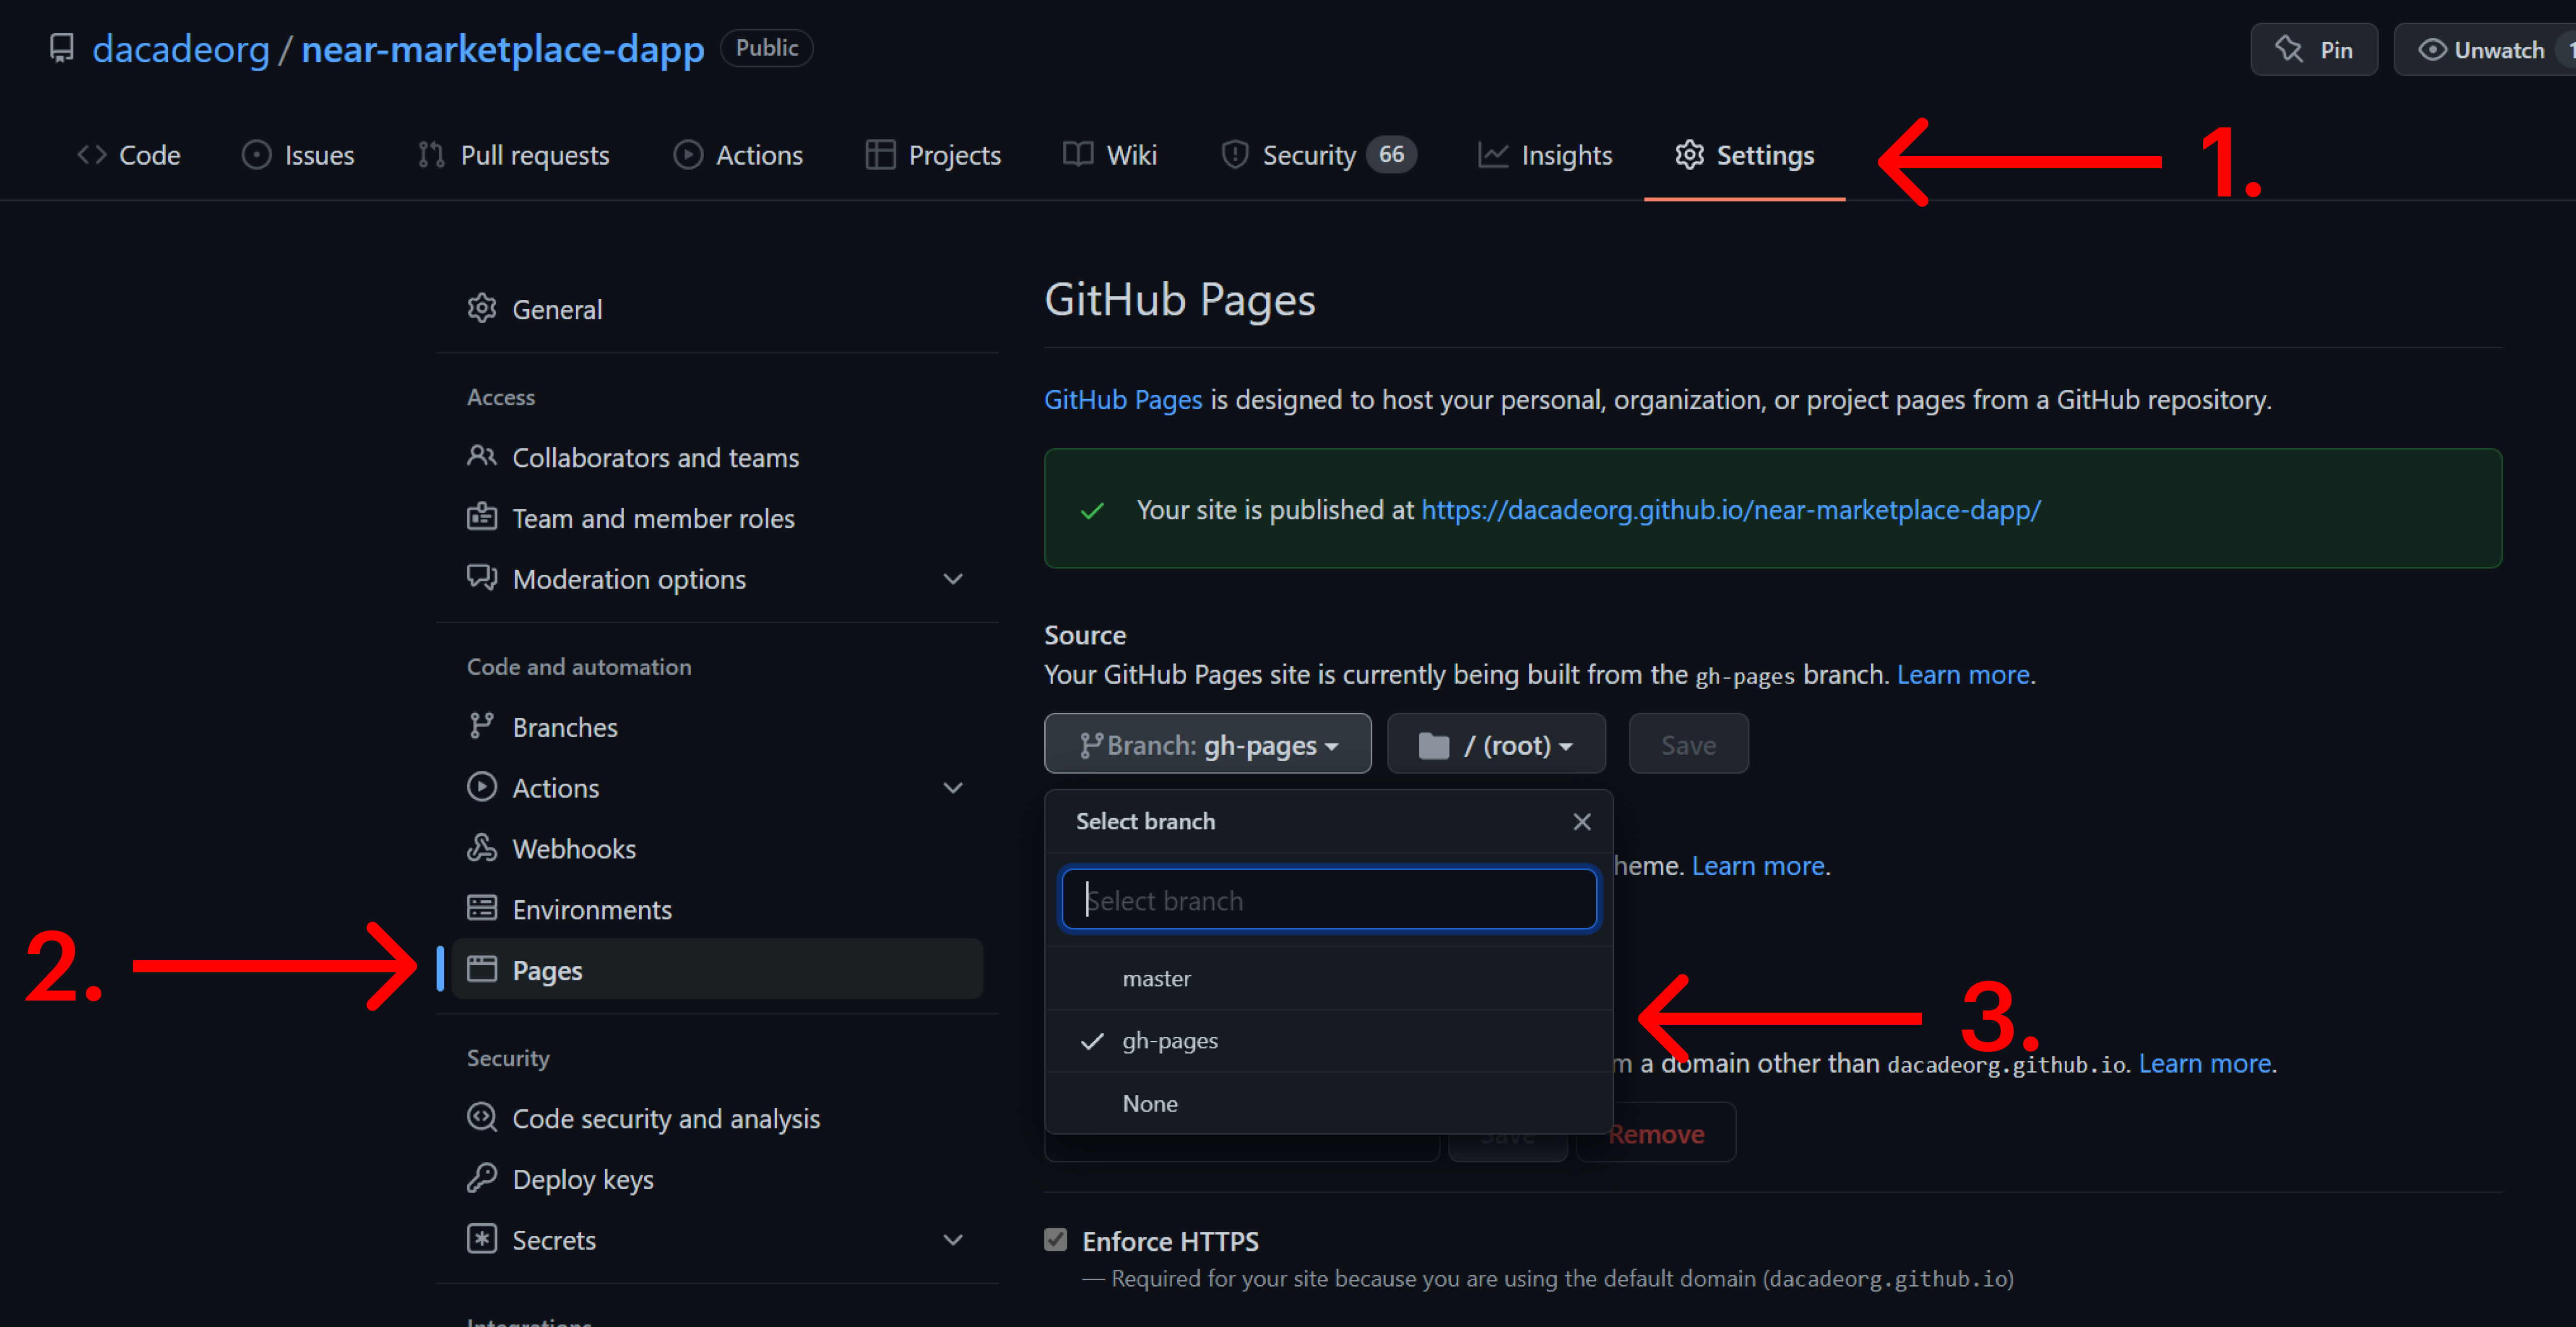 dacadeorg / near-marketplace-dapp Public
Pin
Unwatch
Code
Issues
Pull requests
Actions
Projects
Wiki
Security 66
Insights
Settings
1.
General
Access
Collaborators and teams
Team and member roles
Moderation options
Code and automation
Branches
Actions
Webhooks
Environments
2.
Pages
Security
Code security and analysis
Deploy keys
Secrets
Integrations
GitHub Pages
GitHub Pages is designed to host your personal, organization, or project pages from a GitHub repository.
Your site is published at https://dacadeorg.github.io/near-marketplace-dapp/
Source
Your GitHub Pages site is currently being built from the gh-pages branch. Learn more.
Branch: gh-pages
/ (root)
Save
Select branch
heme. Learn more.
Select branch
master
gh-pages
3.
m a domain other than dacadeorg.github.io. Learn more.
None
Save
Remove
Enforce HTTPS
— Required for your site because you are using the default domain (dacadeorg.github.io)